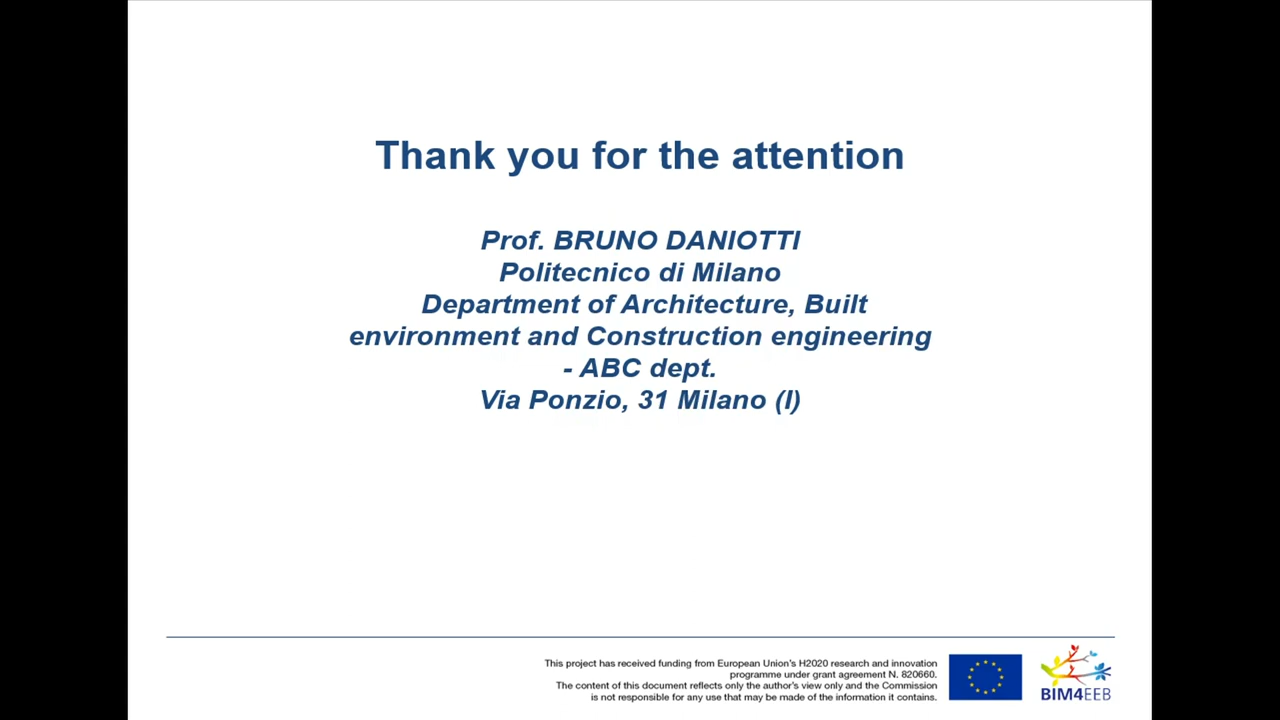 Thank you for the attention
Prof. BRUNO DANIOTTI
Politecnico di Milano
Department of Architecture, Built
environment and Construction engineering
- ABC dept.
Via Ponzio, 31 Milano (I)
This project has received funding from European Union's H2020 research and innovation
programme under grant agreement N. 820660.
The content of this document reflects only the author's view only and the Commission
is not responsible for any use that may be made of the information it contains.
BIM4EEB